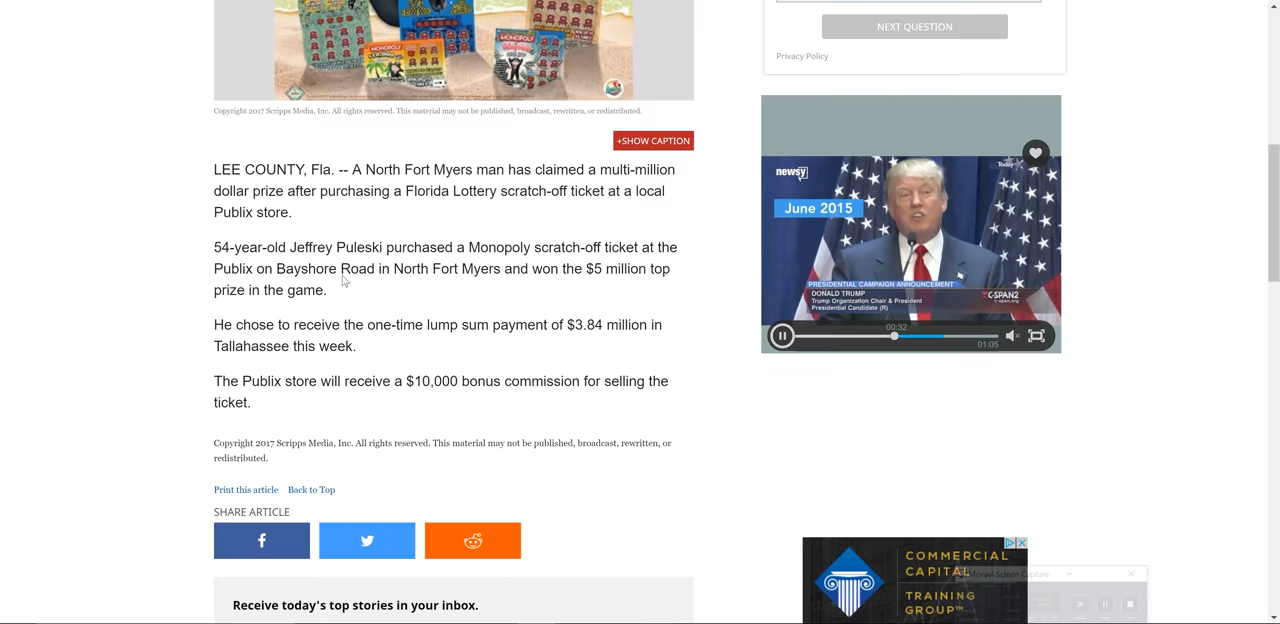 NEXT QUESTION
Privacy Policy
Copyright 2017 Scripps Media, Inc. All rights reserved. This material may not be published, broadcast, rewritten, or redistributed.
+SHOW CAPTION
LEE COUNTY, Fla. -- A North Fort Myers man has claimed a multi-million
dollar prize after purchasing a Florida Lottery scratch-off ticket at a local
Publix store.
54-year-old Jeffrey Puleski purchased a Monopoly scratch-off ticket at the
Publix on Bayshore Road in North Fort Myers and won the $5 million top
prize in the game.
He chose to receive the one-time lump sum payment of $3.84 million in
Tallahassee this week.
The Publix store will receive a $10,000 bonus commission for selling the
ticket.
Copyright 2017 Scripps Media, Inc. All rights reserved. This material may not be published, broadcast, rewritten, or
redistributed.
Print this article Back to Top
SHARE ARTICLE
Receive today's top stories in your inbox.
newsy
Today
June 2015
PRESIDENTIAL CAMPAIGN ANNOUNCEMENT
DONALD TRUMP
Trump Organization Chair & President
Presidential Candidate (R)
C-SPAN2
c-span.org
00:32
01:05
COMMERCIAL
CAPITAL
TRAINING
GROUP™
Movavi Screen Capture